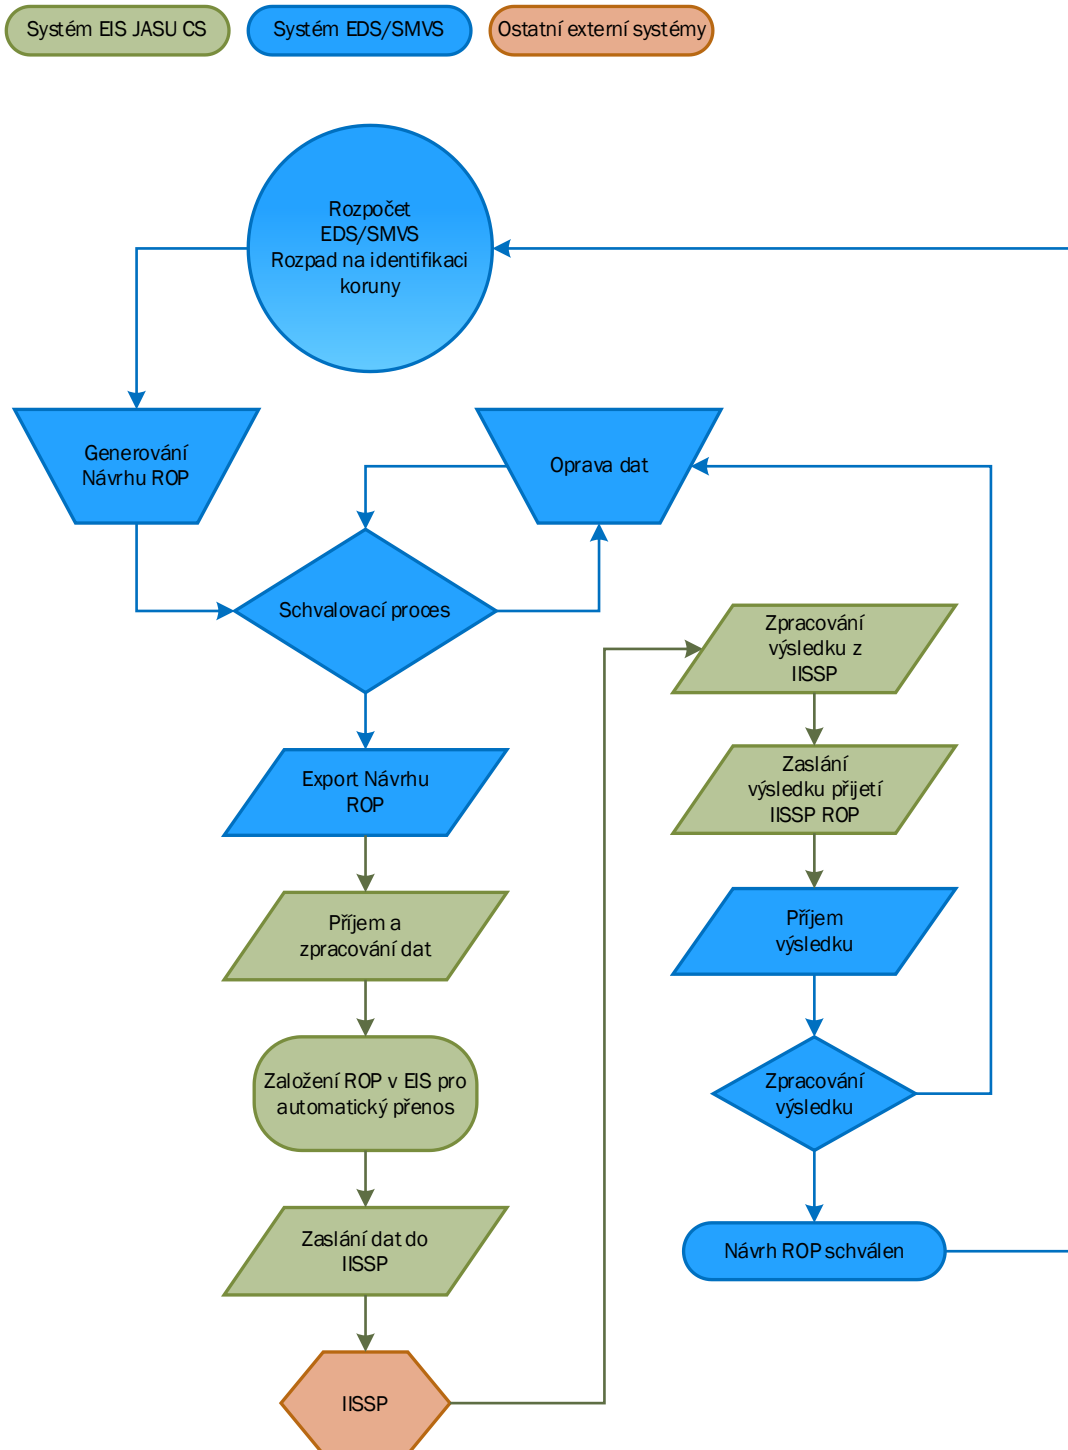 Systém EIS JASU CS
Systém EDS/SMVS
Ostatní externí systémy
Rozpočet
EDS/SMVS
Rozpad na identifikaci
koruny
Generování
Návrhu ROP
Oprava dat
Schvalovací proces
Export Návrhu
ROP
Příjem a
zpracování dat
Založení ROP v EIS pro
automatický přenos
Zaslání dat do
IISSP
IISSP
Zpracování
výsledku z
IISSP
Zaslání
výsledku přijetí
IISSP ROP
Příjem
výsledku
Zpracování
výsledku
Návrh ROP schválen